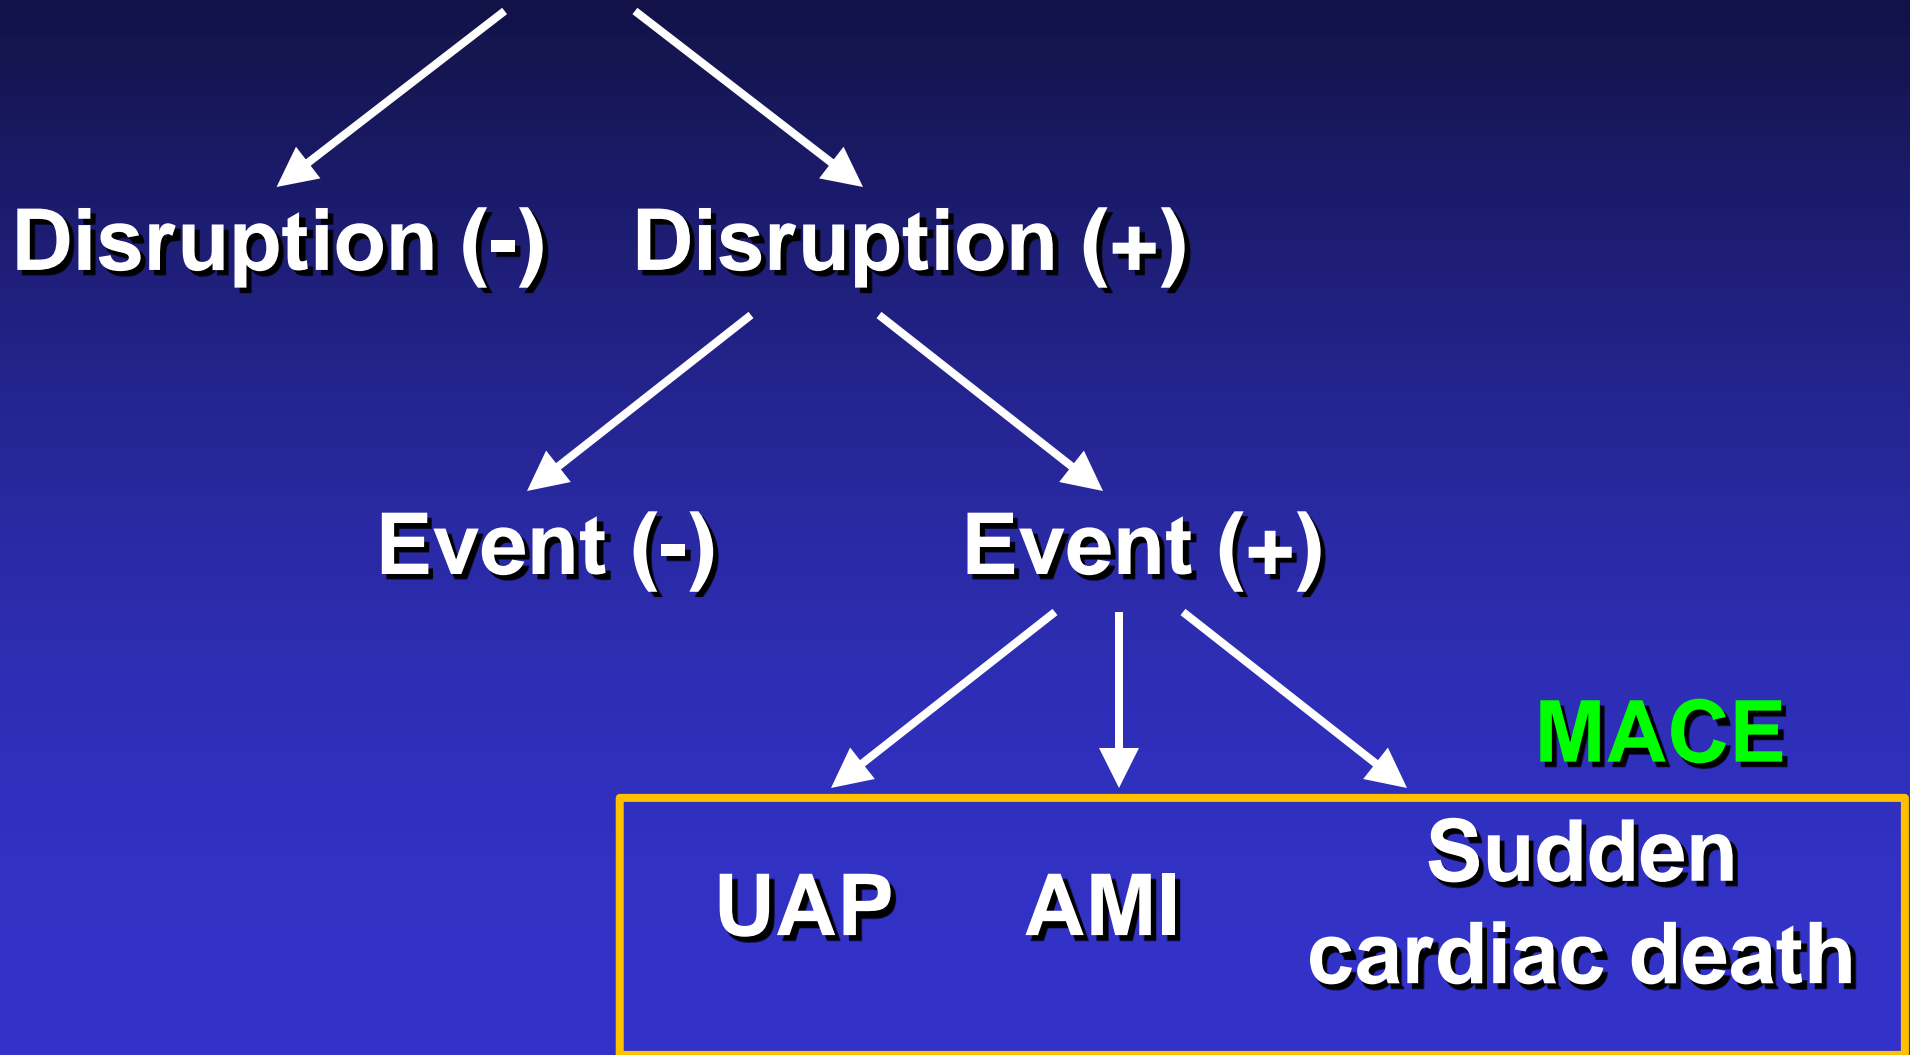 Disruption (-) Disruption (+)
Event (-) Event (+)
MACE
UAP AMI Sudden
cardiac death